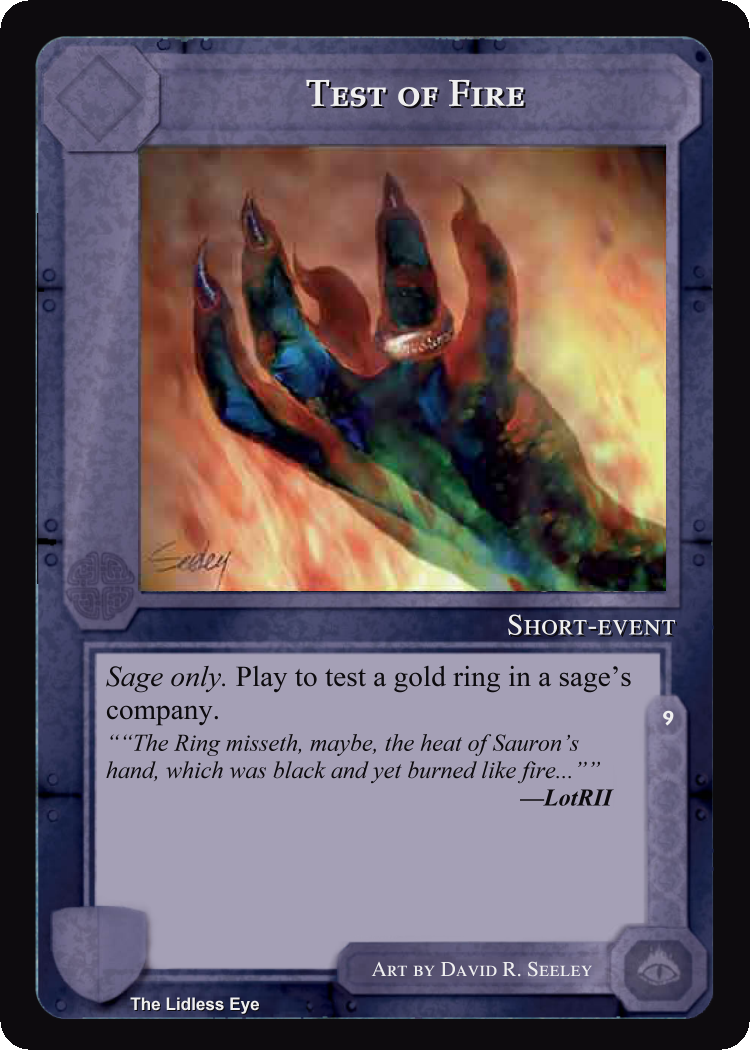 Test of Fire
Seeley
Short-event
Sage only. Play to test a gold ring in a sage's
company.
““The Ring misseth, maybe, the heat of Sauron's
hand, which was black and yet burned like fire...””
—LotRII
9
Art by David R. Seeley
The Lidless Eye